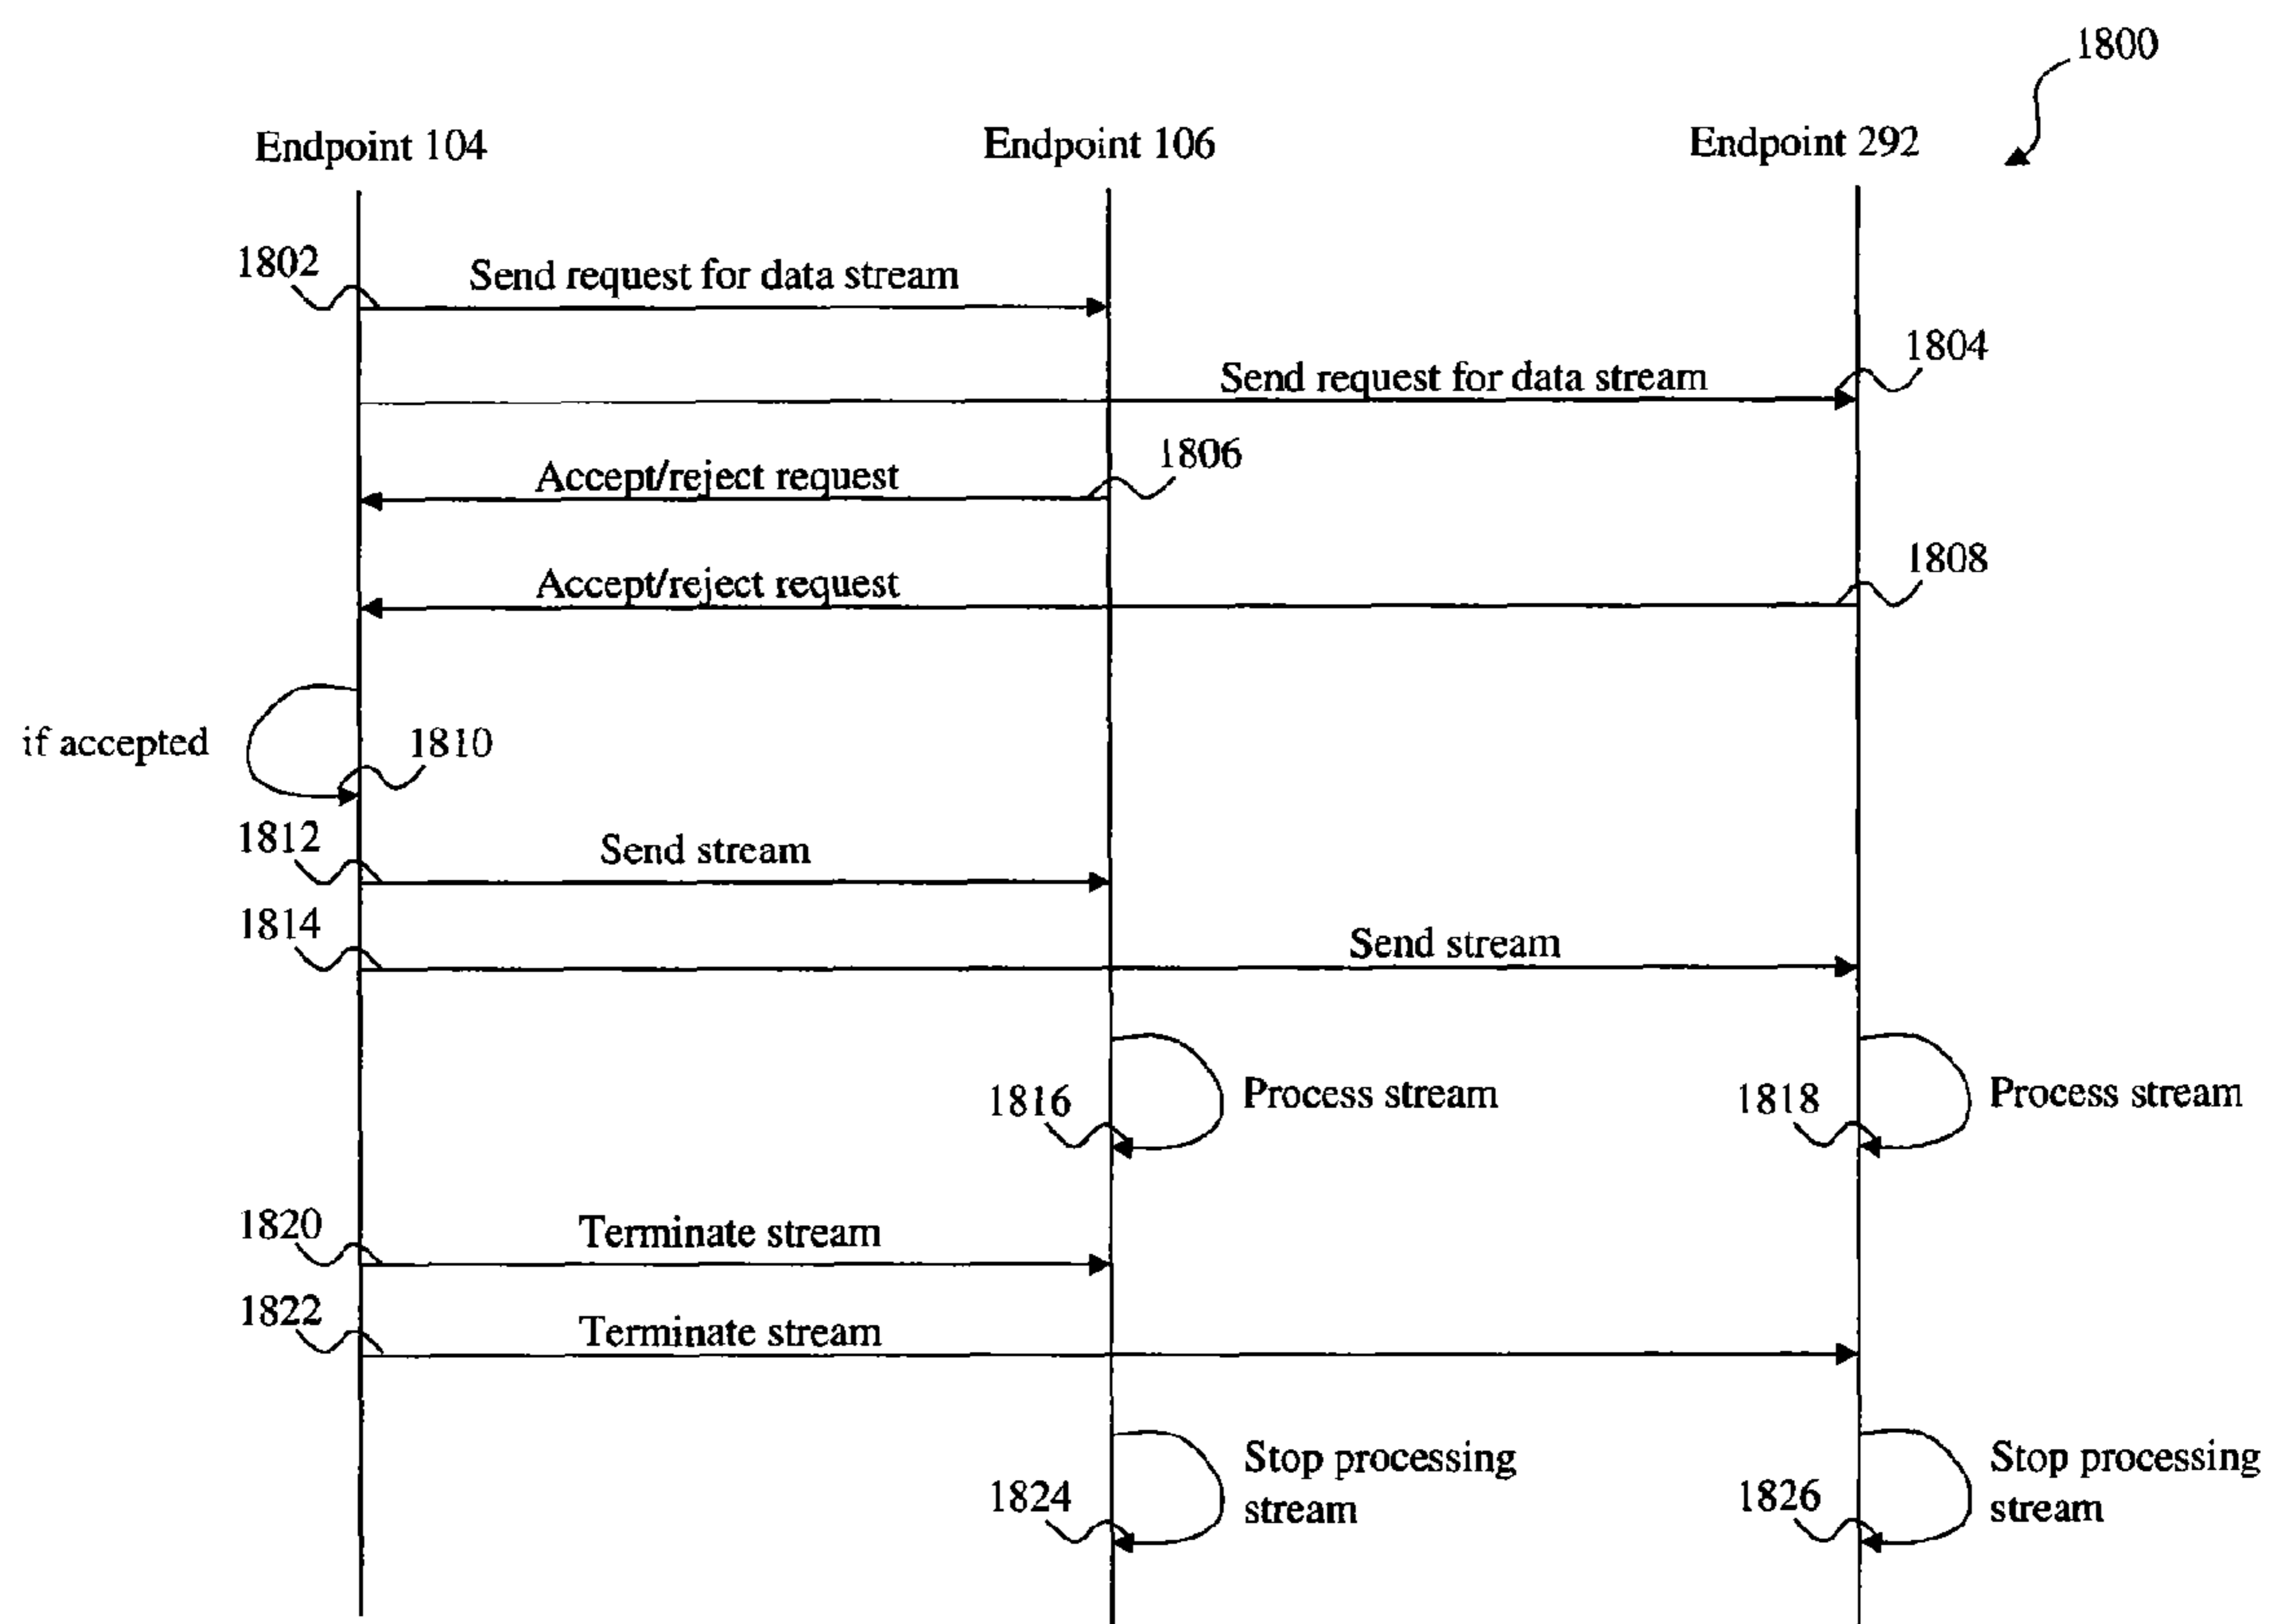 1800
Endpoint 104
Endpoint 106
Endpoint 292
1802
Send request for data stream
1804
Send request for data stream
1806
Accept/reject request
1808
Accept/reject request
if accepted
1810
1812
Send stream
1814
Send stream
1816
Process stream
1818
Process stream
1820
Terminate stream
1822
Terminate stream
1824
Stop processing
stream
1826
Stop processing
stream